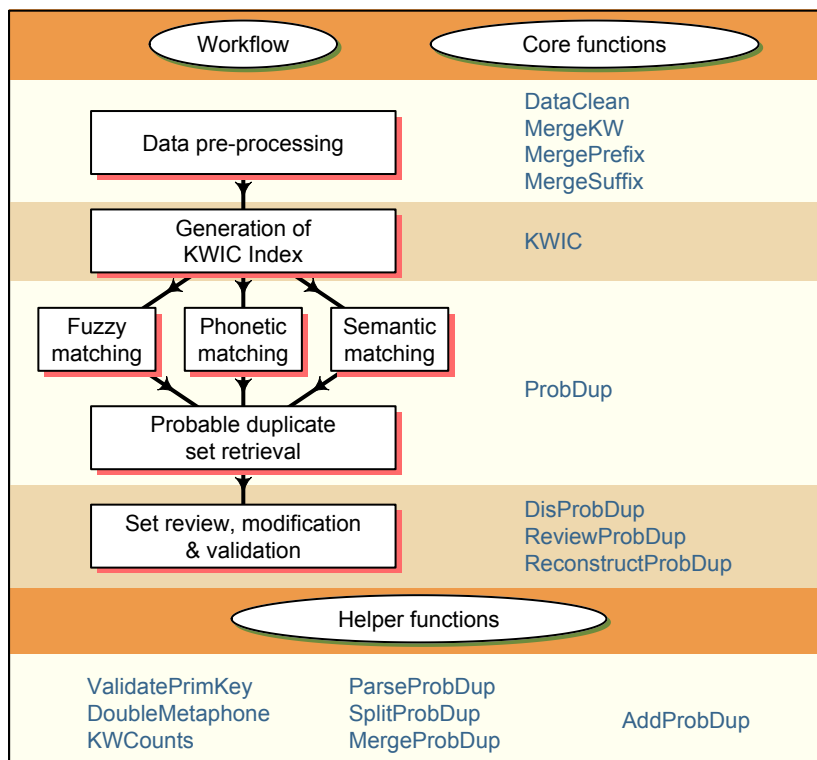 Workflow
Core functions
Data pre-processing
DataClean
MergeKW
MergePrefix
MergeSuffix
Generation of
KWIC Index
KWIC
Fuzzy
matching
Phonetic
matching
Semantic
matching
ProbDup
Probable duplicate
set retrieval
Set review, modification
& validation
DisProbDup
ReviewProbDup
ReconstructProbDup
Helper functions
ValidatePrimKey
DoubleMetaphone
KWCounts
ParseProbDup
SplitProbDup
MergeProbDup
AddProbDup